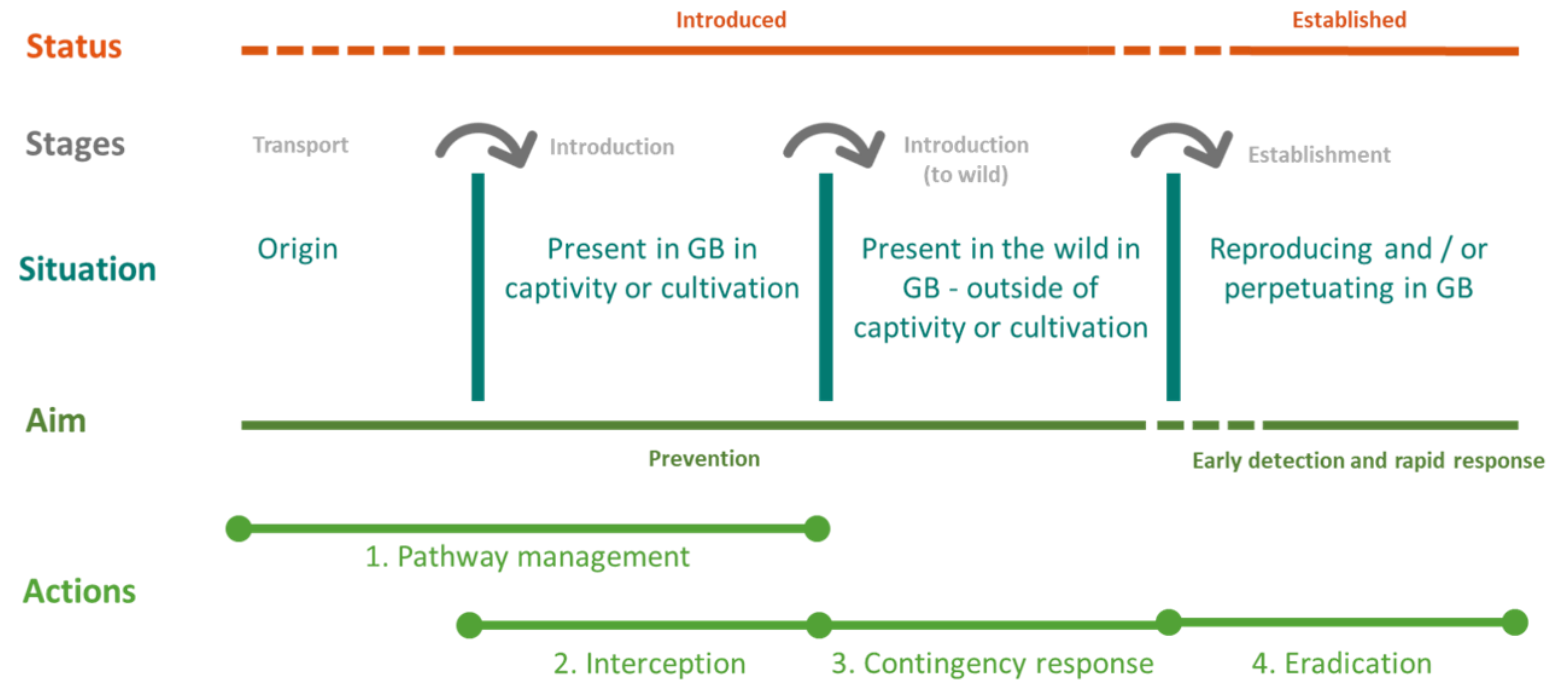 Introduced
Established
Status
Stages
Transport
Introduction
Introduction
(to wild)
Establishment
Situation
Origin
Present in GB in
captivity or cultivation
Present in the wild in
GB - outside of
captivity or cultivation
Reproducing and / or
perpetuating in GB
Aim
Prevention
Early detection and rapid response
1. Pathway management
Actions
2. Interception
3. Contingency response
4. Eradication